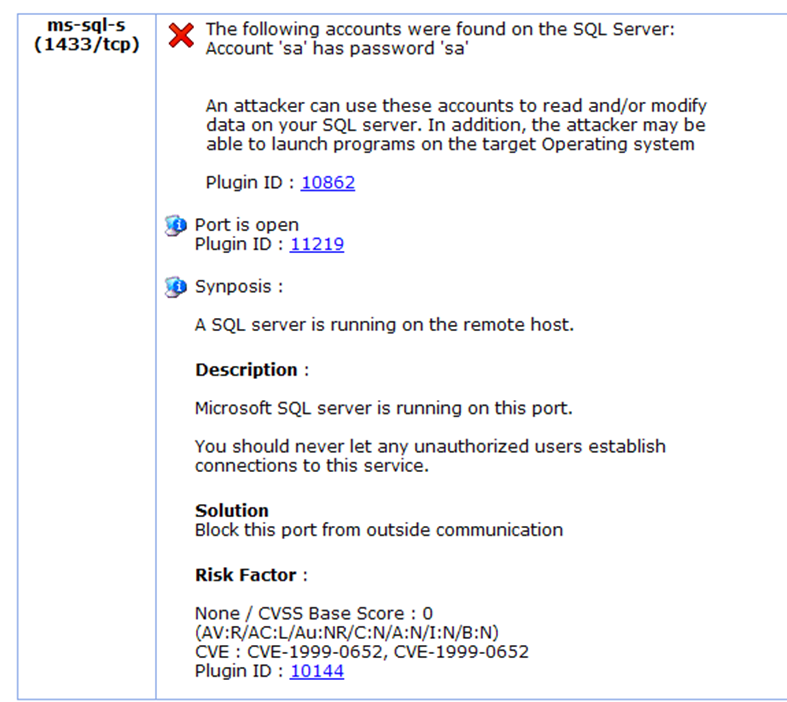 ms-sql-s
(1433/tcp)
The following accounts were found on the SQL Server:
Account 'sa' has password 'sa'
An attacker can use these accounts to read and/or modify
data on your SQL server. In addition, the attacker may be
able to launch programs on the target Operating system
Plugin ID : 10862
Port is open
Plugin ID : 11219
Synposis :
A SQL server is running on the remote host.
Description :
Microsoft SQL server is running on this port.
You should never let any unauthorized users establish
connections to this service.
Solution
Block this port from outside communication
Risk Factor :
None / CVSS Base Score : 0
(AV:R/AC:L/Au:NR/C:N/A:N/I:N/B:N)
CVE : CVE-1999-0652, CVE-1999-0652
Plugin ID : 10144